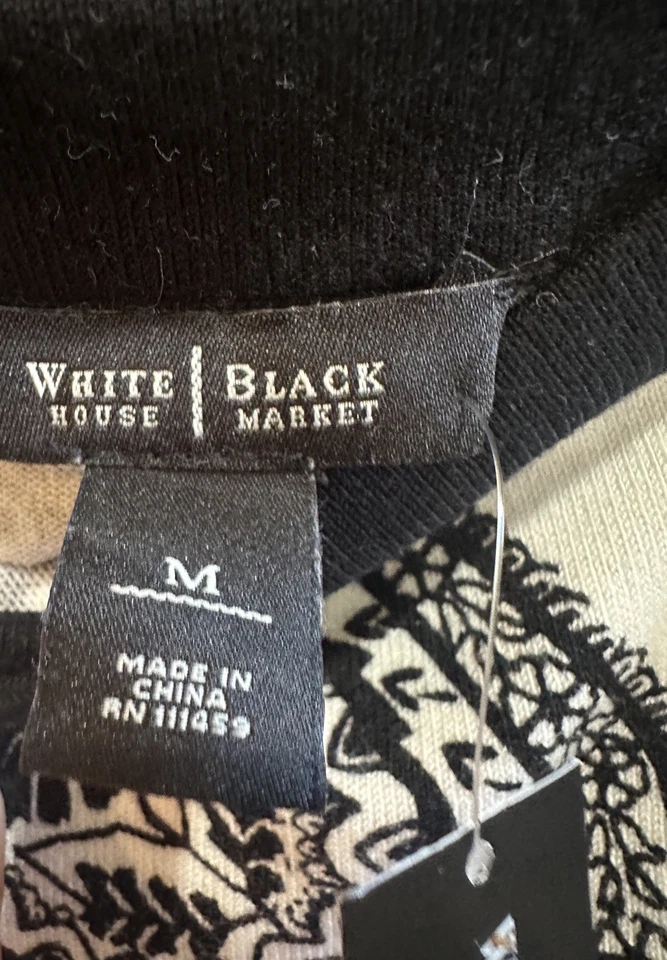 WHITE | BLACK
HOUSE MARKET
M
MADE IN
CHINA
RN 111459